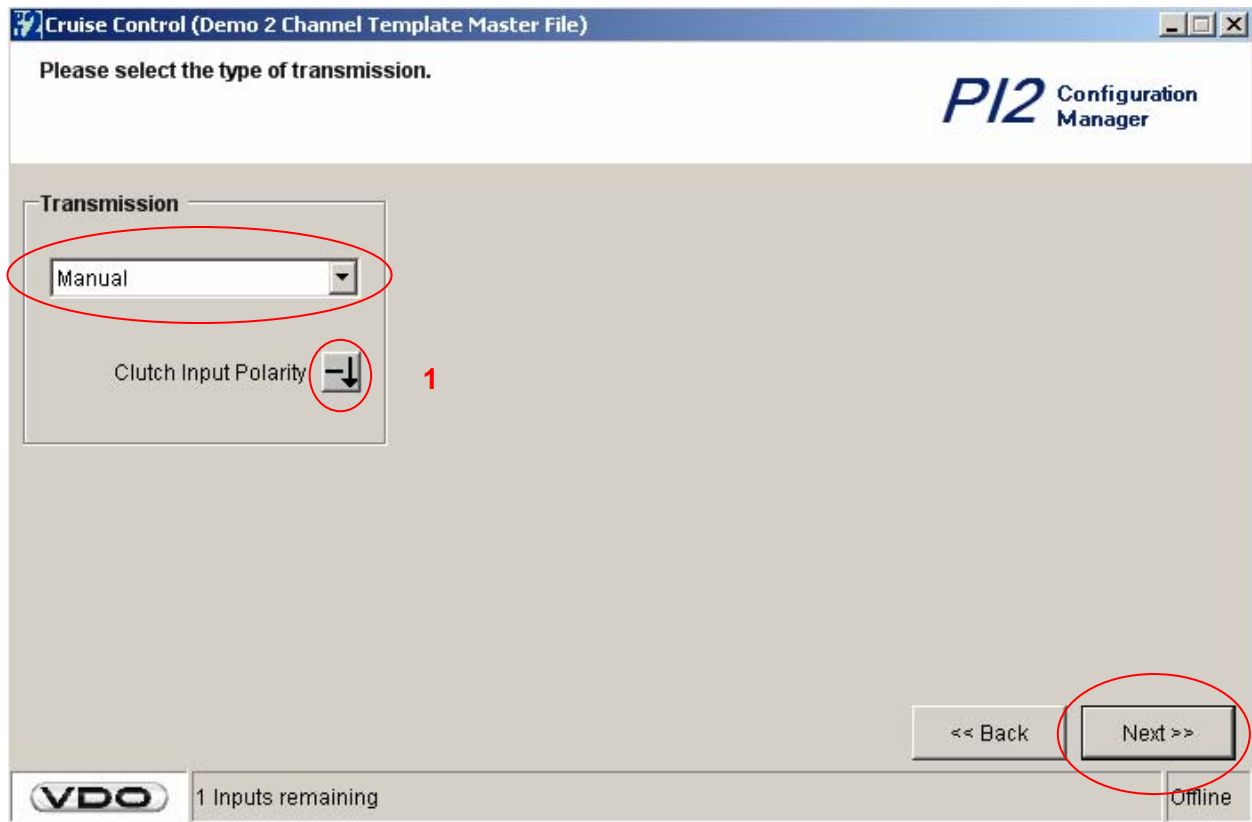 Cruise Control (Demo 2 Channel Template Master File)
Please select the type of transmission.
PI2 Configuration
Manager
Transmission
Manual
Clutch Input Polarity
1
<< Back
Next >>
VDO
1 Inputs remaining
Offline